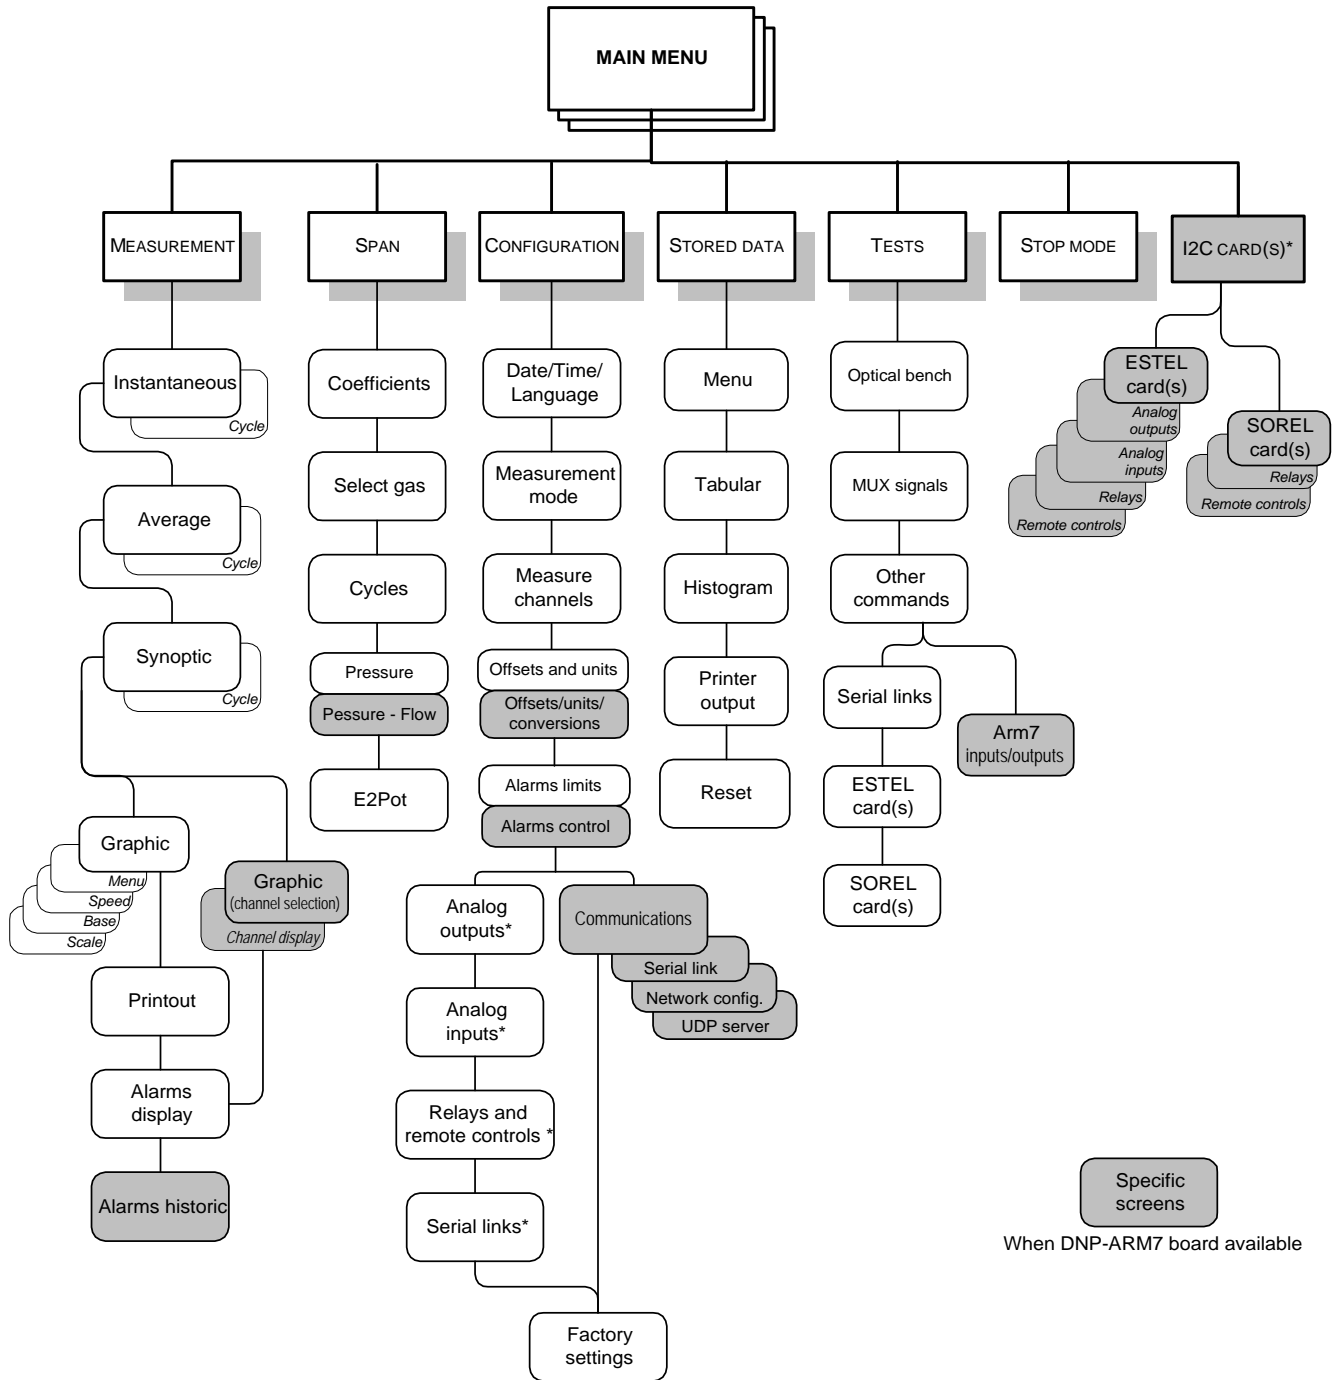 MAIN MENU
MEASUREMENT
SPAN
CONFIGURATION
STORED DATA
TESTS
STOP MODE
I2C CARD(S)*
Instantaneous
Cycle
Average
Cycle
Synoptic
Cycle
Graphic
Menu
Speed
Base
Scale
Graphic
(channel selection)
Channel display
Printout
Alarms
display
Alarms historic
Coefficients
Select gas
Cycles
Pressure
Pessure - Flow
E2Pot
Date/Time/
Language
Measurement
mode
Measure
channels
Offsets and units
Offsets/units/
conversions
Alarms limits
Alarms control
Analog
outputs*
Analog
inputs*
Relays and
remote controls *
Serial links*
Communications
Serial link
Network config.
UDP server
Factory
settings
Menu
Tabular
Histogram
Printer
output
Reset
Optical bench
MUX signals
Other
commands
Serial links
ESTEL
card(s)
SOREL
card(s)
Arm7
inputs/outputs
ESTEL
card(s)
Analog
outputs
Analog
inputs
Relays
Remote controls
SOREL
card(s)
Relays
Remote controls
Specific
screens
When DNP-ARM7 board available